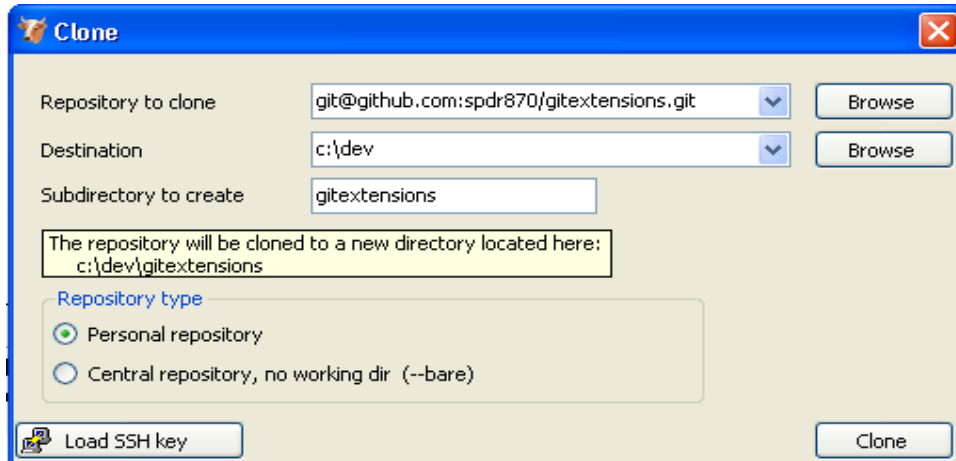 Clone
Repository to clone git@github.com:spdr870/gitextensions.git Browse
Destination c:\dev Browse
Subdirectory to create gitextensions
The repository will be cloned to a new directory located here:
c:\dev\gitextensions
Repository type
Personal repository
Central repository, no working dir (--bare)
Load SSH key Clone